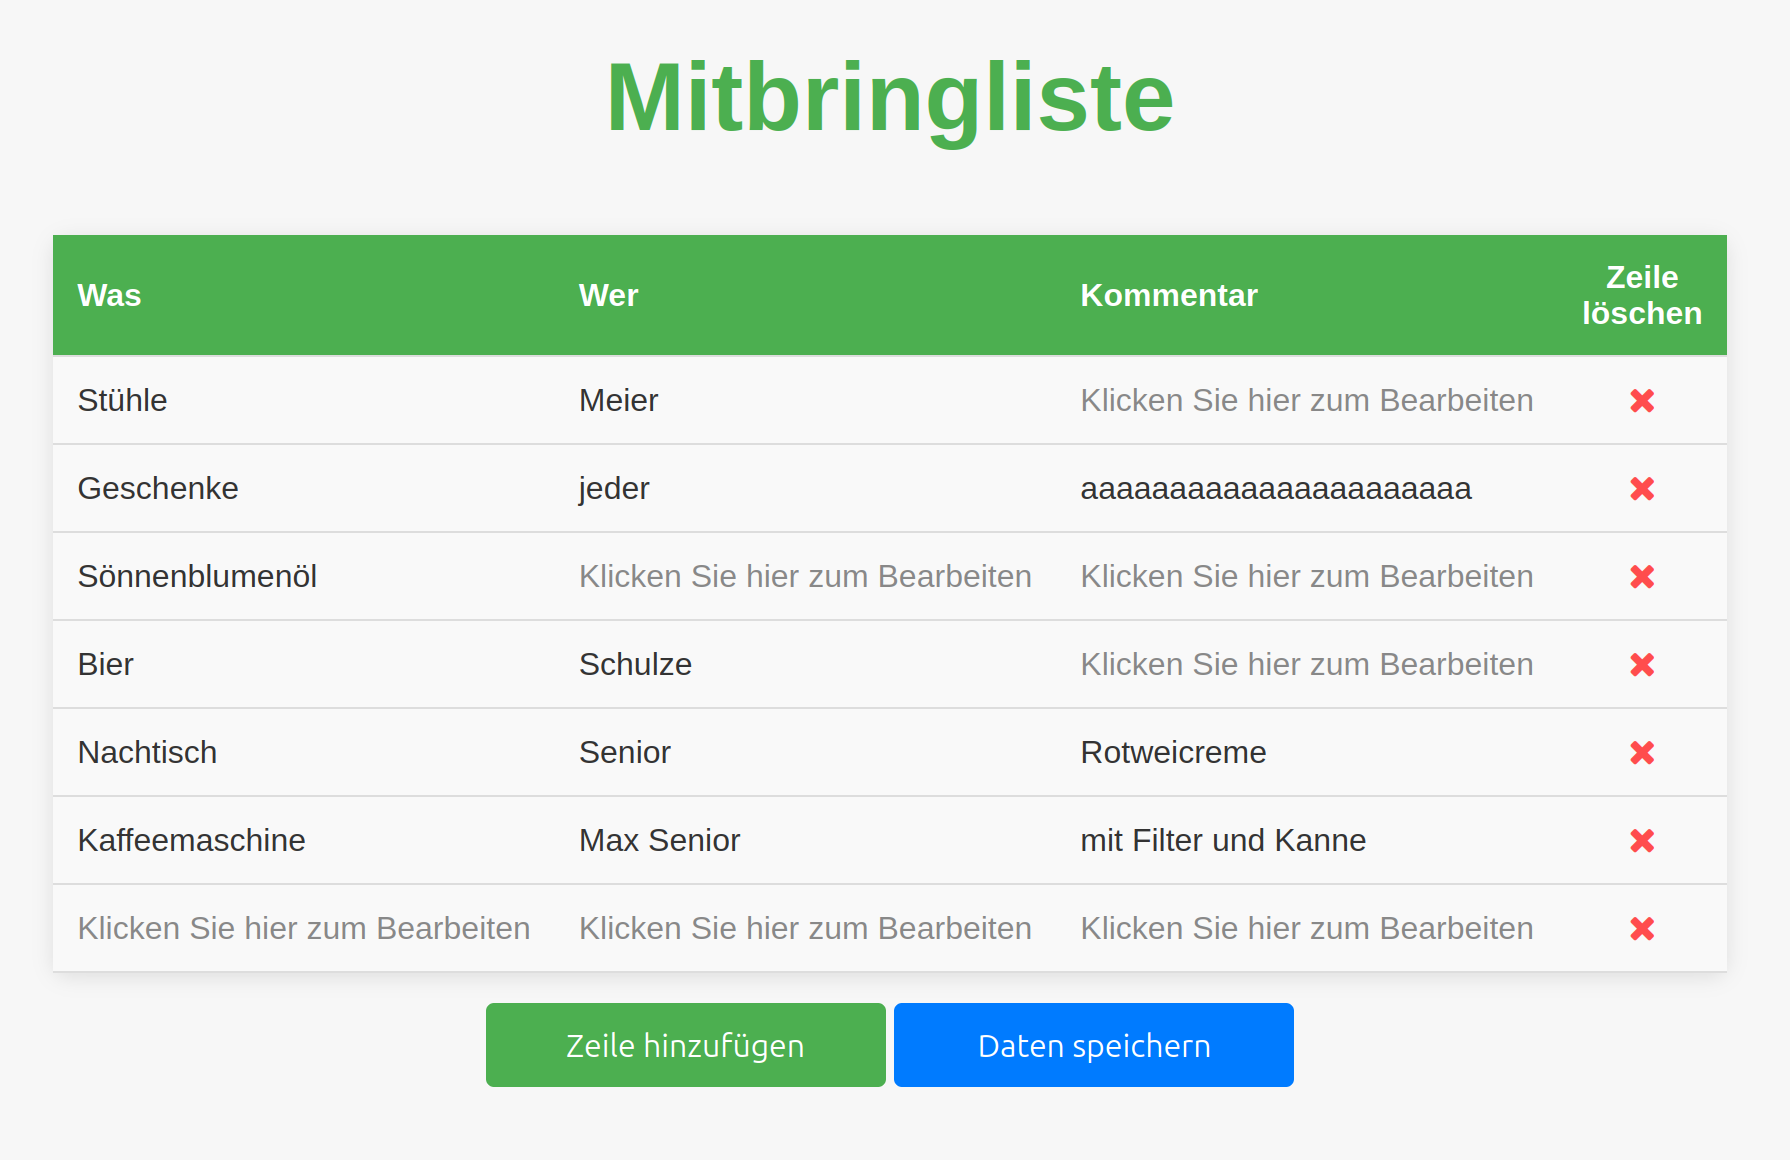 Mitbringliste
Was Wer Kommentar Zeile löschen
Stühle Meier Klicken Sie hier zum Bearbeiten
Geschenke jeder aaaaaaaaaaaaaaaaaaaaaa
Sönnenblumenöl Klicken Sie hier zum Bearbeiten Klicken Sie hier zum Bearbeiten
Bier Schulze Klicken Sie hier zum Bearbeiten
Nachtisch Senior Rotweicreme
Kaffeemaschine Max Senior mit Filter und Kanne
Klicken Sie hier zum Bearbeiten Klicken Sie hier zum Bearbeiten Klicken Sie hier zum Bearbeiten
Zeile hinzufügen Daten speichern